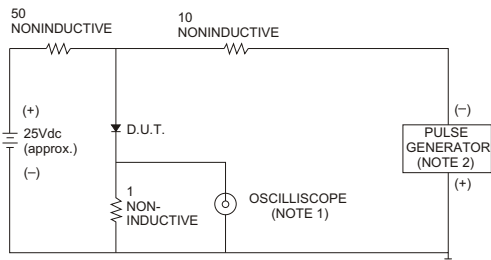 50
NONINDUCTIVE
10
NONINDUCTIVE
(+)
25Vdc
(approx.)
(–)
D.U.T.
1
NON-
INDUCTIVE
OSCILLISCOPE
(NOTE 1)
(–)
PULSE
GENERATOR
(NOTE 2)
(+)